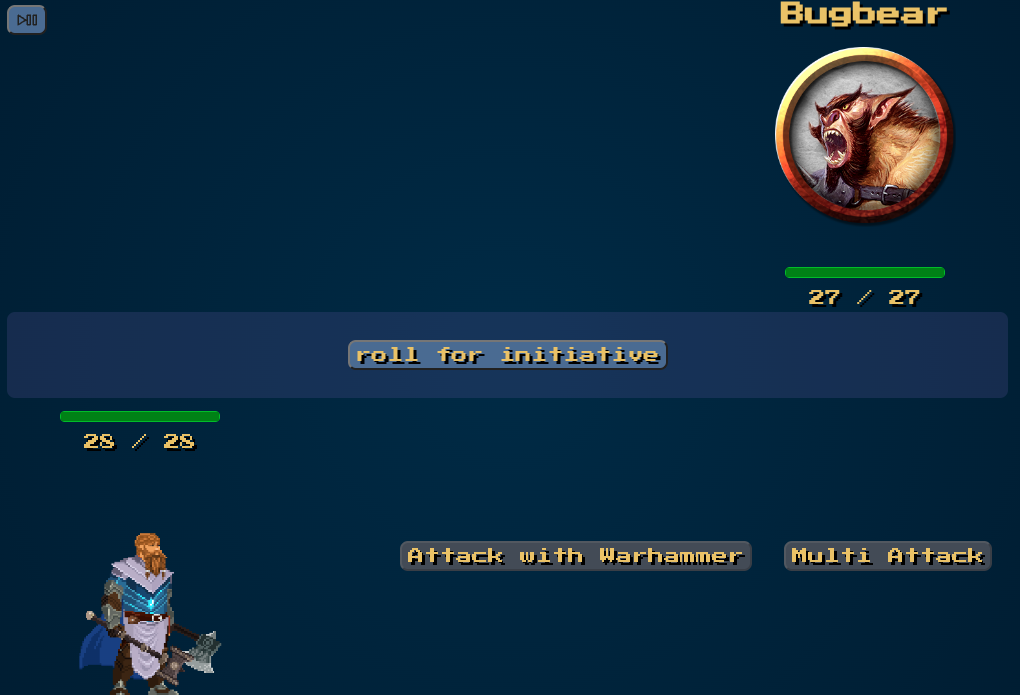 Bugbear
27 / 27
roll for initiative
28 / 28
Attack with Warhammer
Multi Attack